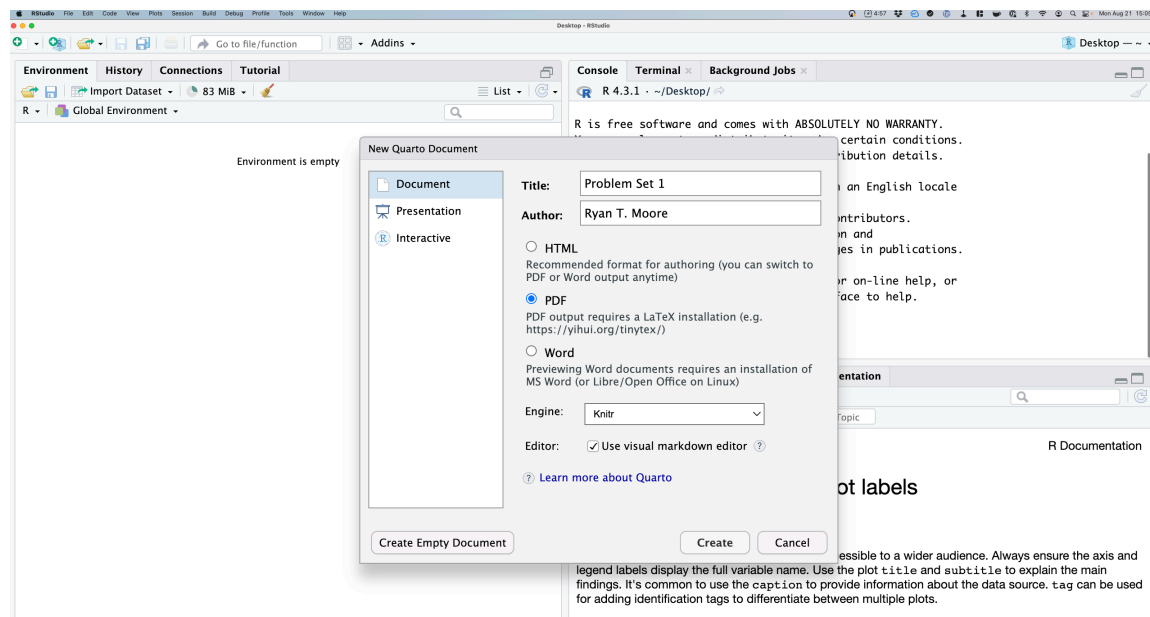 RStudio File Edit Code View Plots Session Build Debug Profile Tools Window Help
4:57 Mon Aug 21 15:0
Desktop - RStudio
Go to file/function Addins Desktop — ~
Environment History Connections Tutorial
Import Dataset 83 MiB List
R Global Environment
Environment is empty
Console Terminal Background Jobs
R 4.3.1 · ~/Desktop/
R is free software and comes with ABSOLUTELY NO WARRANTY.
certain conditions.
ribution details.
an English locale
ontributors.
on and
ges in publications.
or on-line help, or
face to help.
New Quarto Document
Document
Presentation
Interactive
Title: Problem Set 1
Author: Ryan T. Moore
HTML
Recommended format for authoring (you can switch to
PDF or Word output anytime)
PDF
PDF output requires a LaTeX installation (e.g.
https://yihui.org/tinytex/)
Word
Previewing Word documents requires an installation of
MS Word (or Libre/Open Office on Linux)
Engine: Knitr
Editor: Use visual markdown editor ?
? Learn more about Quarto
Create Empty Document Create Cancel
entation
Topic
R Documentation
ot labels
essible to a wider audience. Always ensure the axis and
legend labels display the full variable name. Use the plot title and subtitle to explain the main
findings. It's common to use the caption to provide information about the data source. tag can be used
for adding identification tags to differentiate between multiple plots.